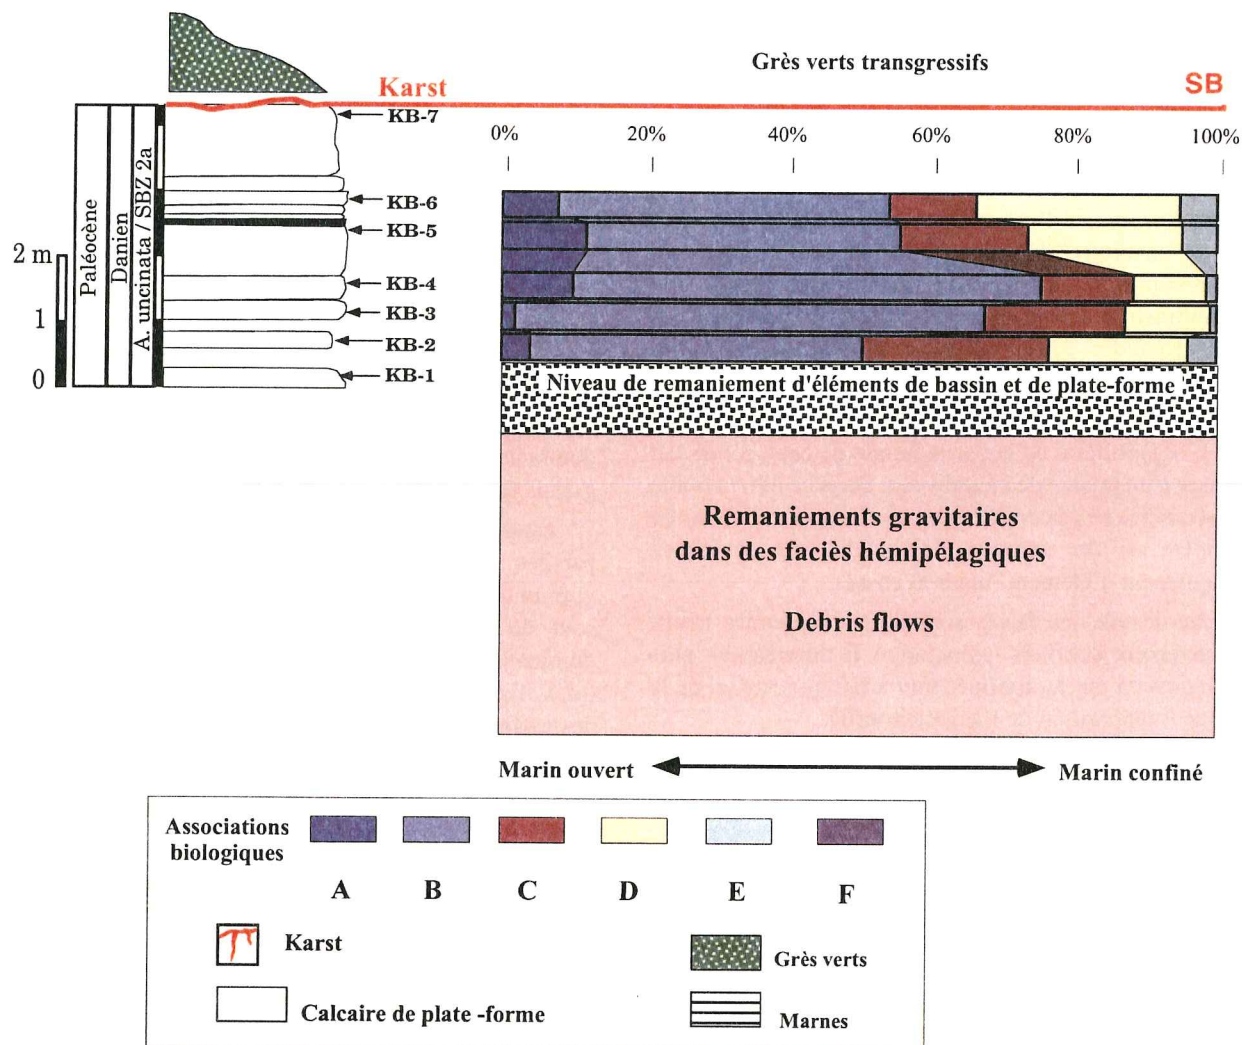 Grès verts transgressifs
Karst
SB
KB-7
0% 20% 40% 60% 80% 100%
Paléocène
Danien
A. uncinata / SBZ 2a
KB-6
KB-5
2 m
KB-4
KB-3
1
KB-2
KB-1
0
Niveau de remaniement d'éléments de bassin et de plate-forme
Remaniements gravitaires
dans des faciès hémipélagiques
Debris flows
Marin ouvert
Marin confiné
Associations
biologiques
A B C D E F
Karst
Grès verts
Calcaire de plate -forme
Marnes